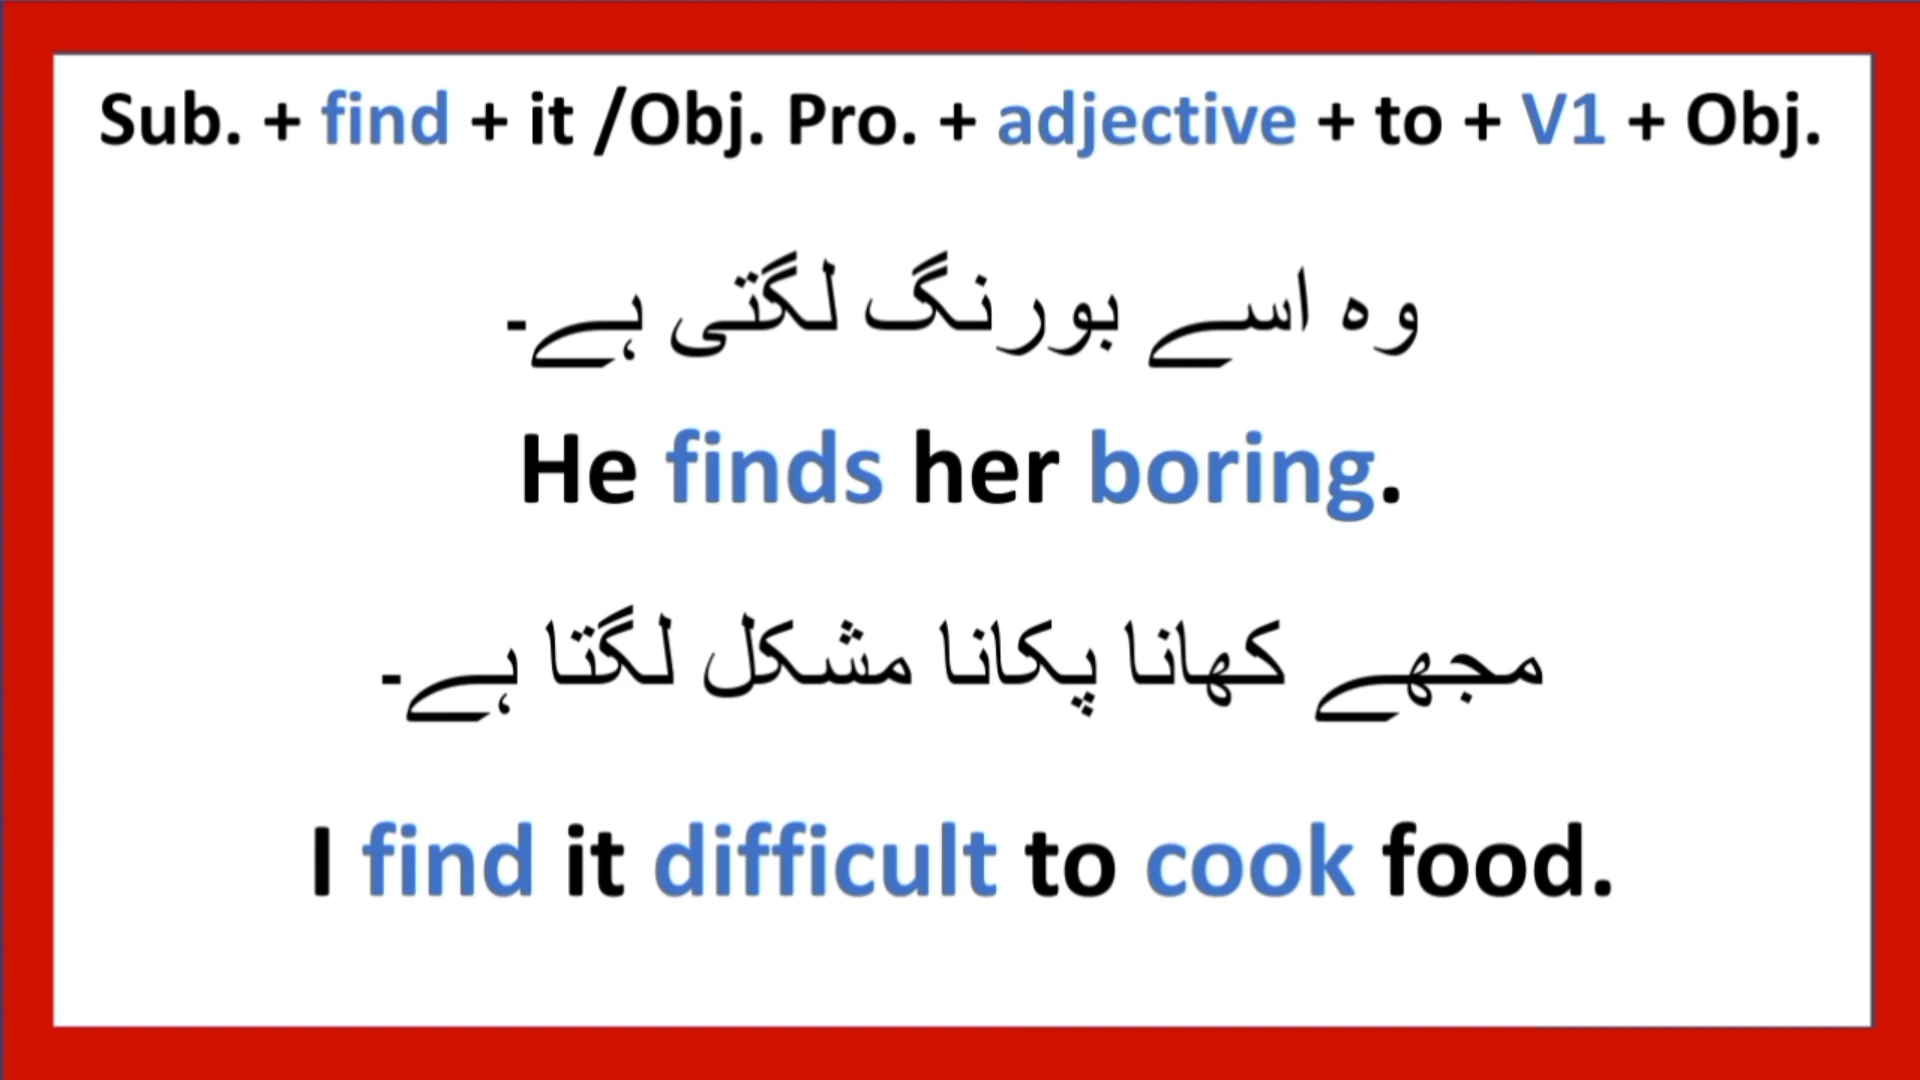 Sub. + find + it /Obj. Pro. + adjective + to + V1 + Obj.
وہ اسے بورنگ لگتی ہے۔
He finds her boring.
مجھے کھانا پکانا مشکل لگتا ہے۔
I find it difficult to cook food.